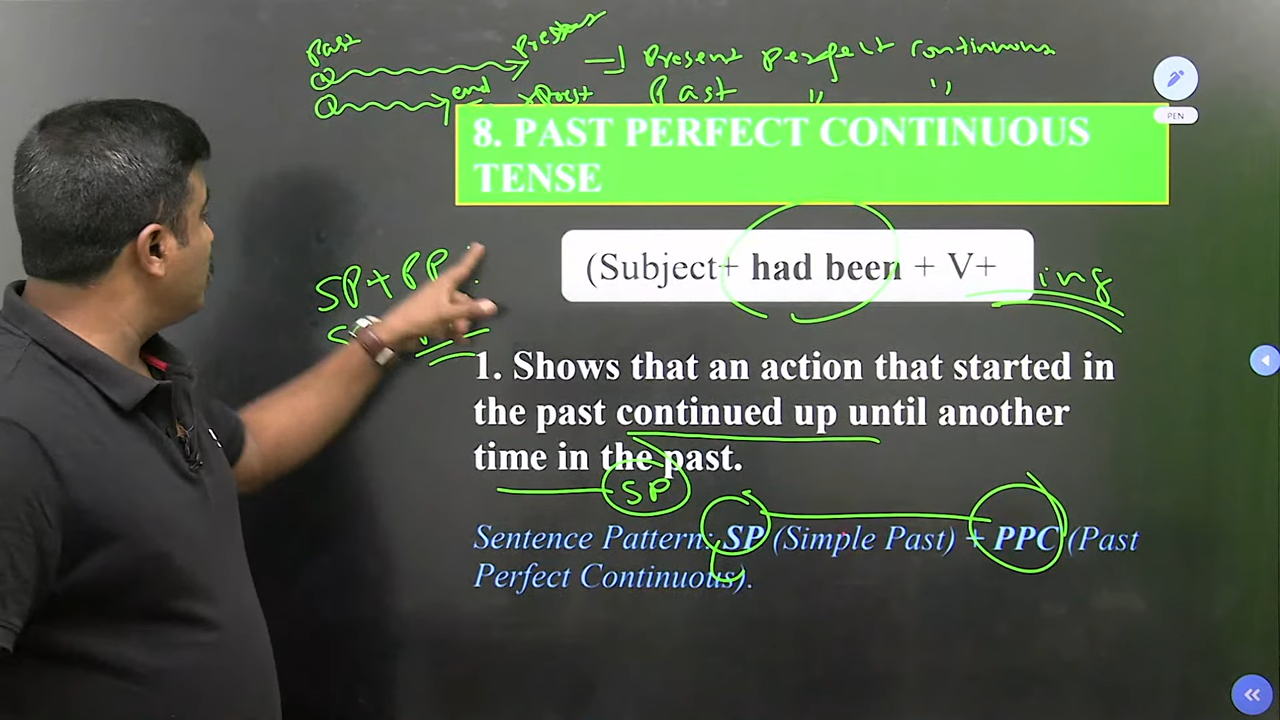 Past Present Present perfect continuous
end Past " "
8. PAST PERFECT CONTINUOUS
TENSE
PEN
SP+PP
(Subject+ had been + V+ ing
1. Shows that an action that started in
the past continued up until another
time in the past.
SP
Sentence Pattern: SP (Simple Past) + PPC (Past
Perfect Continuous).